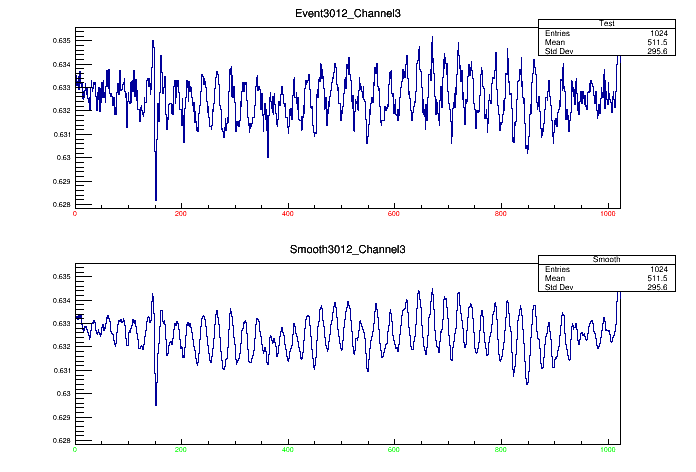 Event3012_Channel3
Test
Entries 1024
Mean 511.5
Std Dev 295.6
0.635
0.634
0.633
0.632
0.631
0.63
0.629
0.628
0 200 400 600 800 1000
Smooth3012_Channel3
Smooth
Entries 1024
Mean 511.5
Std Dev 295.6
0.635
0.634
0.633
0.632
0.631
0.63
0.629
0.628
0 200 400 600 800 1000